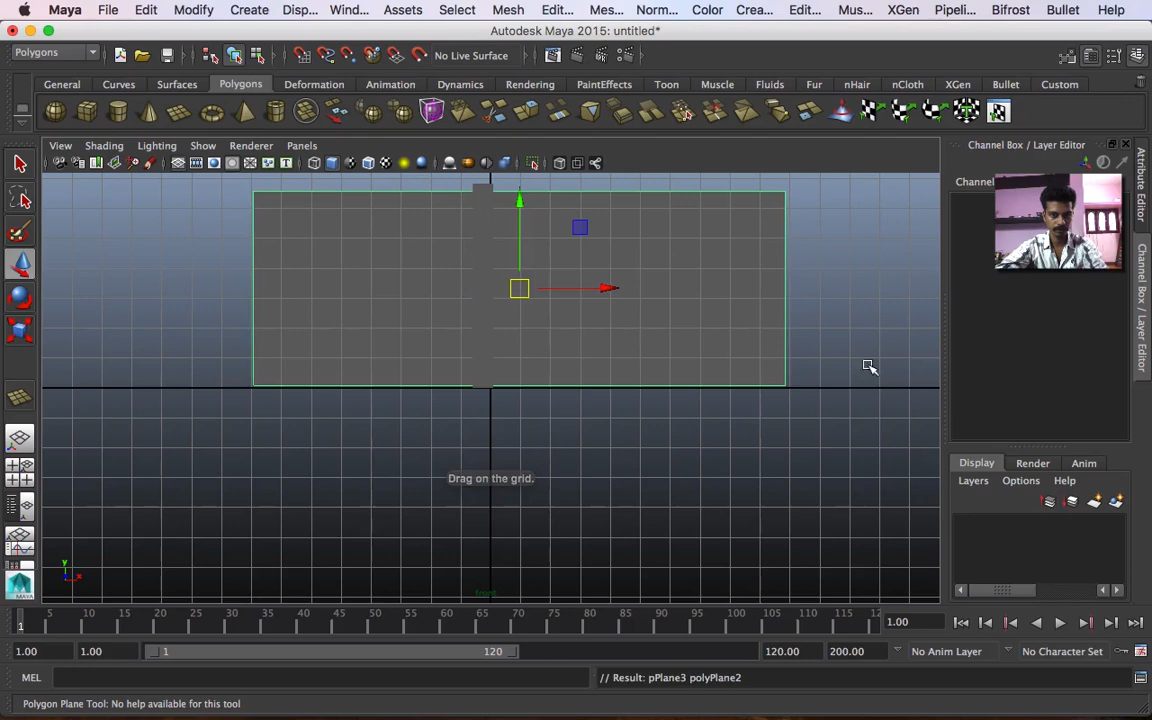 Maya File Edit Modify Create Disp... Wind... Assets Select Mesh Edit... Mes... Norm... Color Crea... Edit... Mus... XGen Pipeli... Bifrost Bullet Help
Autodesk Maya 2015: untitled*
Polygons
No Live Surface
General Curves Surfaces Polygons Deformation Animation Dynamics Rendering PaintEffects Toon Muscle Fluids Fur nHair nCloth XGen Bullet Custom
View Shading Lighting Show Renderer Panels
Channel Box / Layer Editor
Attribute Editor
Channel Box / Layer Editor
Drag on the grid.
y
x
front
Display Render Anim
Layers Options Help
MAYA
5 10 15 20 25 30 35 40 45 50 55 60 65 70 75 80 85 90 95 100 105 110 115 12
1
1.00
1.00 1.00 1 120 120.00 200.00 No Anim Layer No Character Set
MEL // Result: pPlane3 polyPlane2
Polygon Plane Tool: No help available for this tool